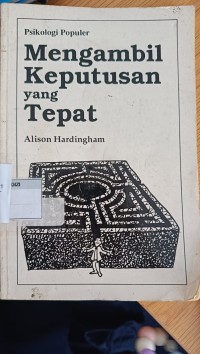 Psikologi Populer
Mengambil
Keputusan
yang
Tepat
Alison Hardingham